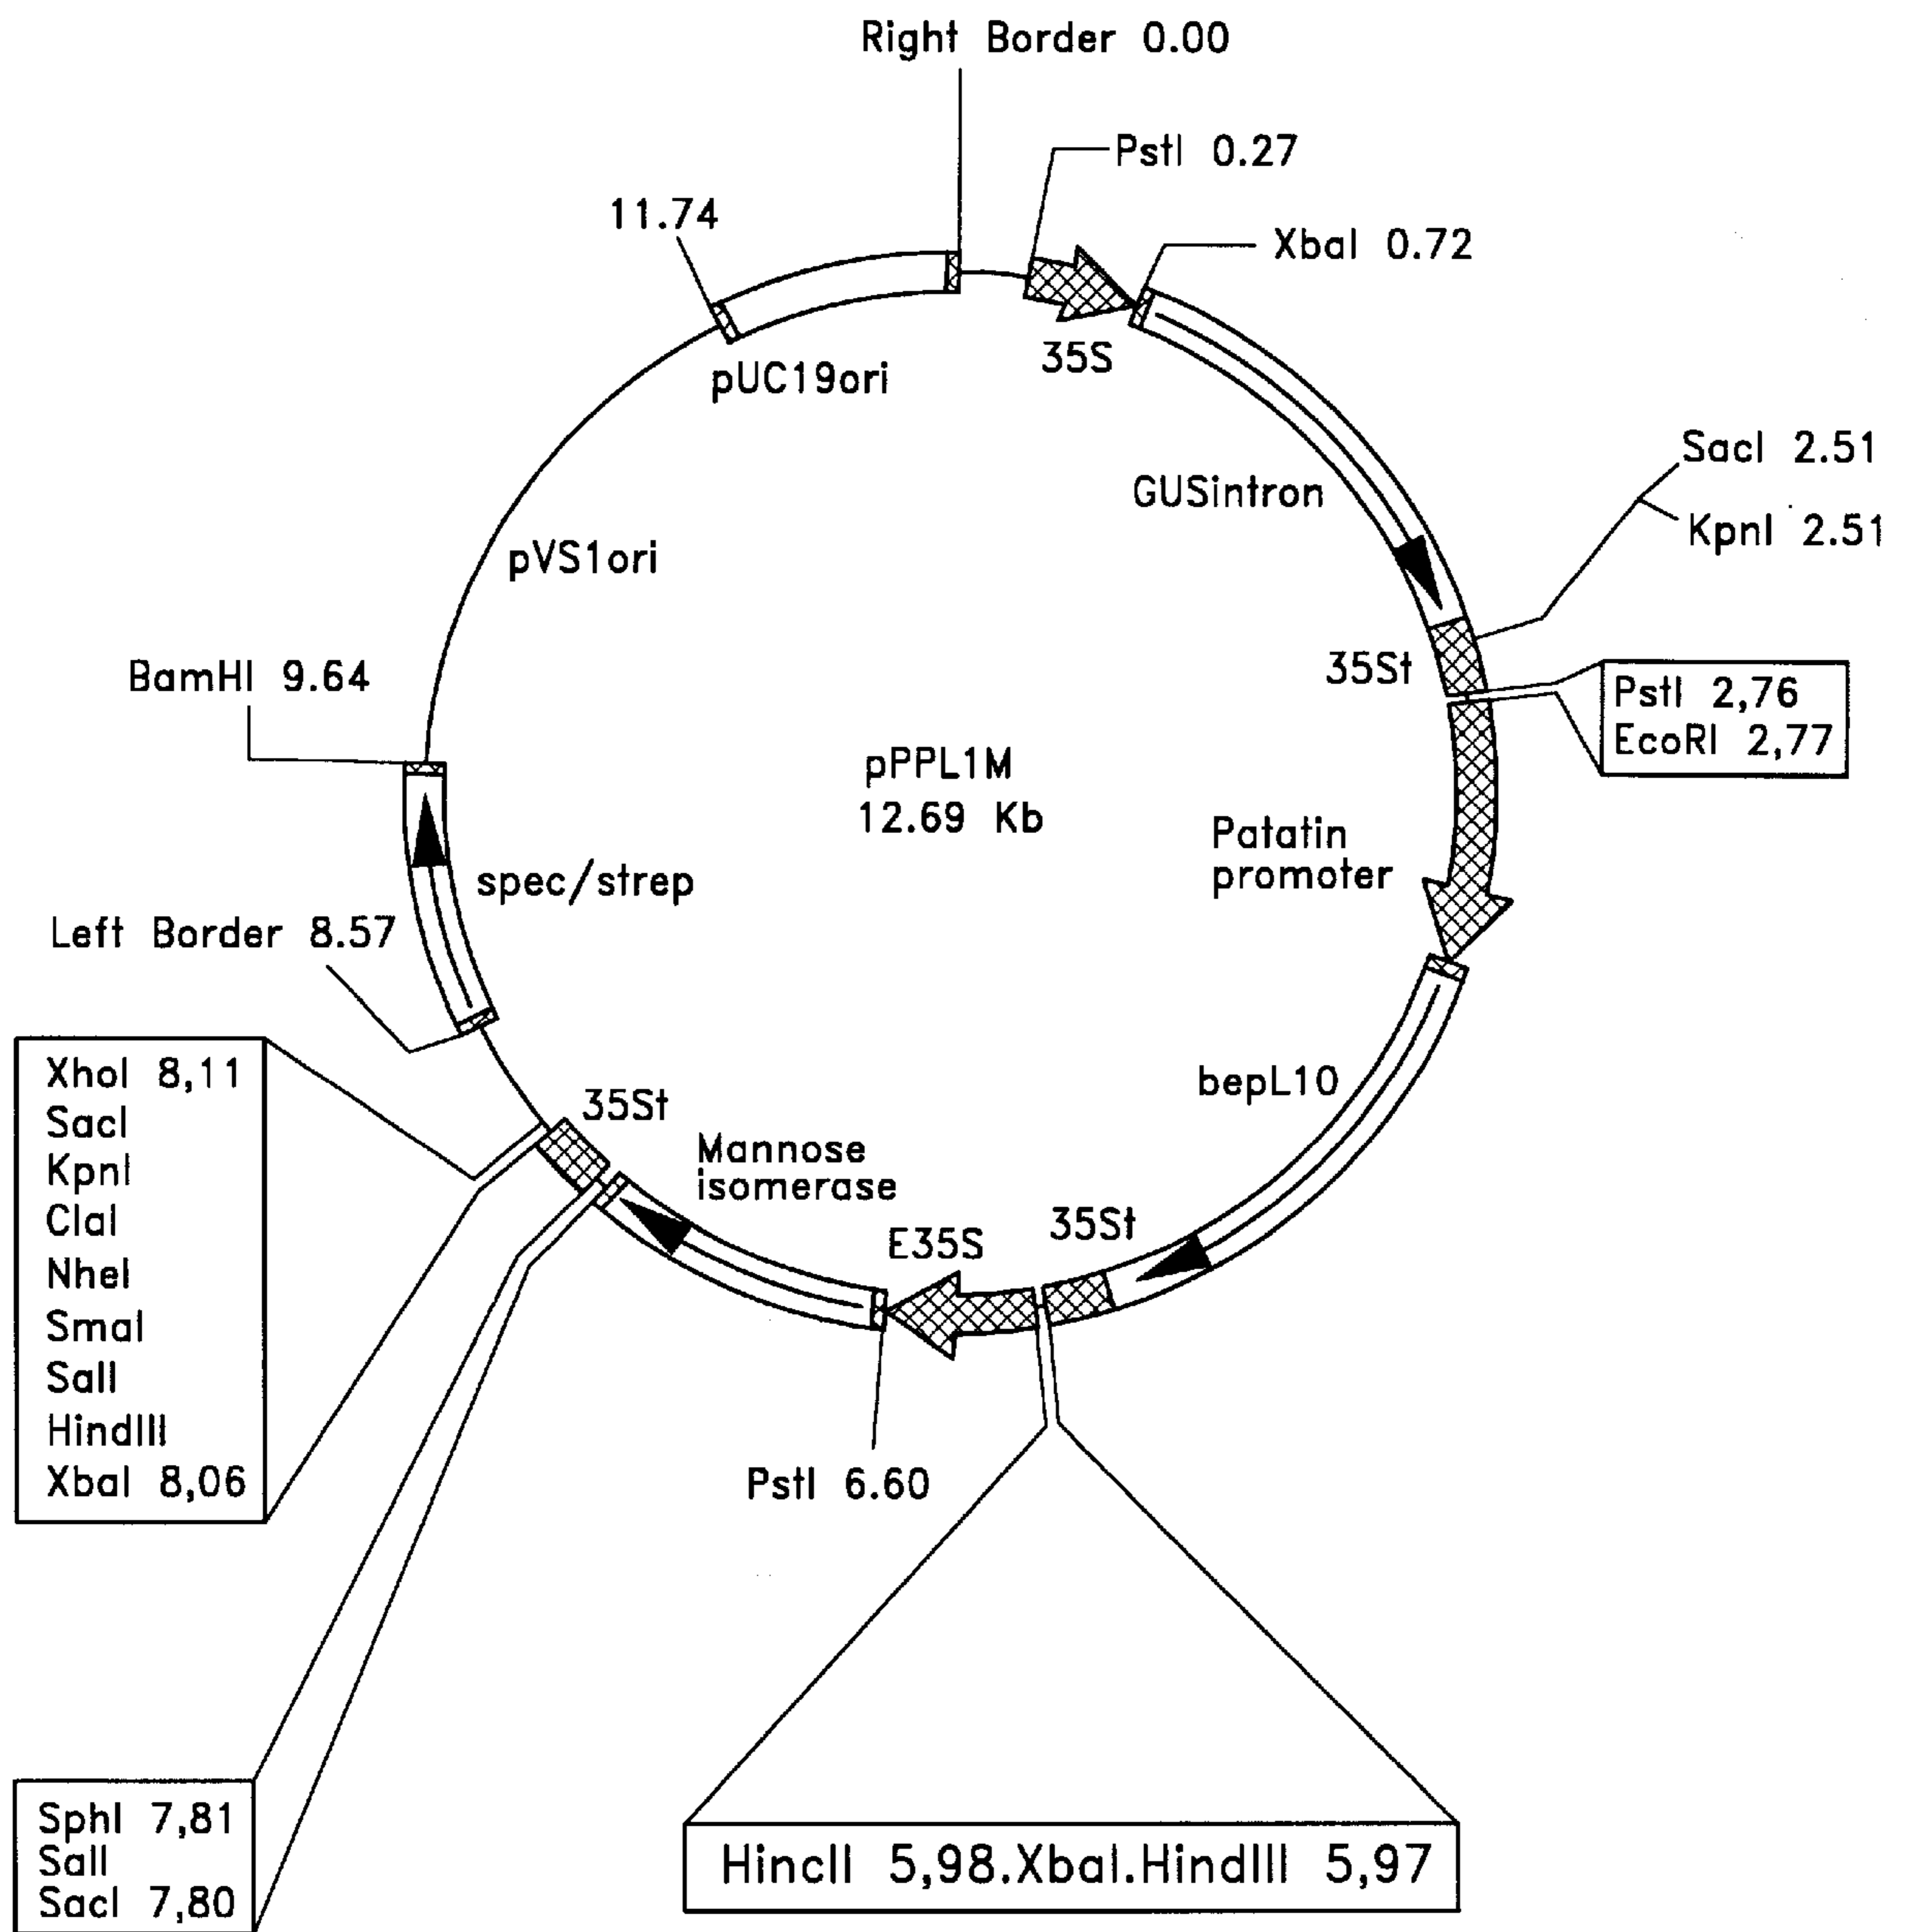 Right Border 0.00
PstI 0.27
11.74
XbaI 0.72
35S
pUC19ori
SacI 2.51
GUSintron
KpnI 2.51
pVS1ori
35St
BamHI 9.64
PstI 2,76
EcoRI 2,77
pPPL1M
12.69 Kb
Patatin
promoter
spec/strep
Left Border 8.57
bepL10
XhoI 8,11
SacI
KpnI
ClaI
NheI
SmaI
SalI
HindIII
XbaI 8,06
35St
Mannose
isomerase
35St
E35S
PstI 6.60
SphI 7,81
SalI
SacI 7,80
HincII 5,98.XbaI.HindIII 5,97